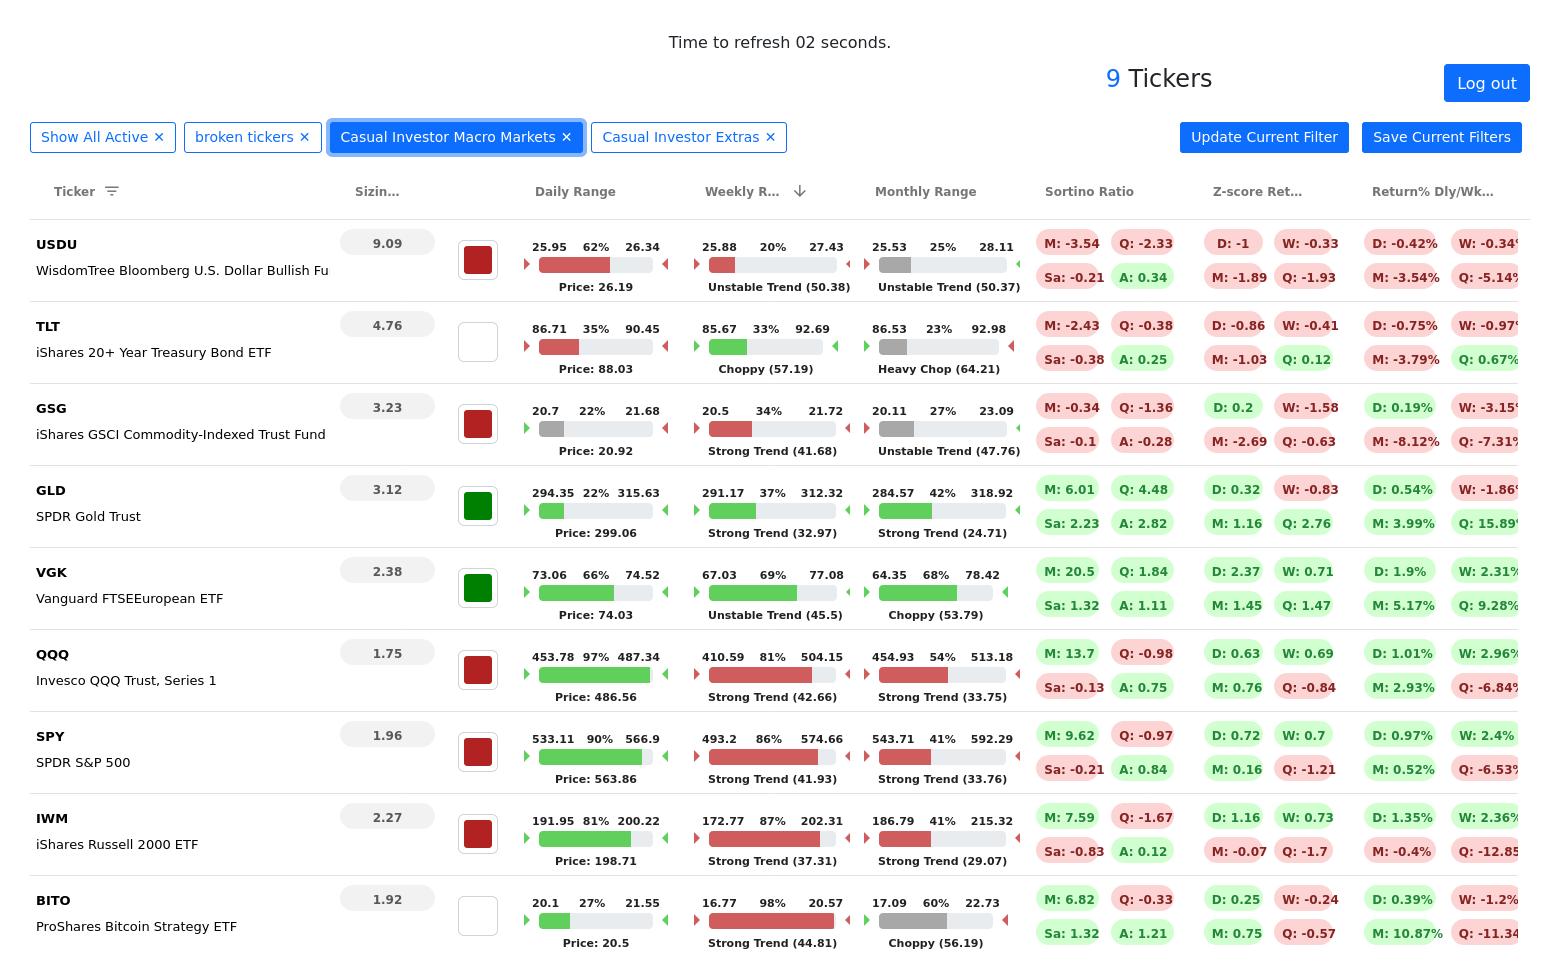 Time to refresh 02 seconds.
9 Tickers
Log out
Show All Active ✕ broken tickers ✕ Casual Investor Macro Markets ✕ Casual Investor Extras ✕ Update Current Filter Save Current Filters
Ticker Sizin... Daily Range Weekly R... Monthly Range Sortino Ratio Z-score Ret... Return% Dly/Wk...
USDU 9.09 25.95 62% 26.34 25.88 20% 27.43 25.53 25% 28.11 M: -3.54 Q: -2.33 D: -1 W: -0.33 D: -0.42% W: -0.34%
WisdomTree Bloomberg U.S. Dollar Bullish Fu Price: 26.19 Unstable Trend (50.38) Unstable Trend (50.37) Sa: -0.21 A: 0.34 M: -1.89 Q: -1.93 M: -3.54% Q: -5.14%
TLT 4.76 86.71 35% 90.45 85.67 33% 92.69 86.53 23% 92.98 M: -2.43 Q: -0.38 D: -0.86 W: -0.41 D: -0.75% W: -0.97%
iShares 20+ Year Treasury Bond ETF Price: 88.03 Choppy (57.19) Heavy Chop (64.21) Sa: -0.38 A: 0.25 M: -1.03 Q: 0.12 M: -3.79% Q: 0.67%
GSG 3.23 20.7 22% 21.68 20.5 34% 21.72 20.11 27% 23.09 M: -0.34 Q: -1.36 D: 0.2 W: -1.58 D: 0.19% W: -3.15%
iShares GSCI Commodity-Indexed Trust Fund Price: 20.92 Strong Trend (41.68) Unstable Trend (47.76) Sa: -0.1 A: -0.28 M: -2.69 Q: -0.63 M: -8.12% Q: -7.31%
GLD 3.12 294.35 22% 315.63 291.17 37% 312.32 284.57 42% 318.92 M: 6.01 Q: 4.48 D: 0.32 W: -0.83 D: 0.54% W: -1.86%
SPDR Gold Trust Price: 299.06 Strong Trend (32.97) Strong Trend (24.71) Sa: 2.23 A: 2.82 M: 1.16 Q: 2.76 M: 3.99% Q: 15.89%
VGK 2.38 73.06 66% 74.52 67.03 69% 77.08 64.35 68% 78.42 M: 20.5 Q: 1.84 D: 2.37 W: 0.71 D: 1.9% W: 2.31%
Vanguard FTSEEuropean ETF Price: 74.03 Unstable Trend (45.5) Choppy (53.79) Sa: 1.32 A: 1.11 M: 1.45 Q: 1.47 M: 5.17% Q: 9.28%
QQQ 1.75 453.78 97% 487.34 410.59 81% 504.15 454.93 54% 513.18 M: 13.7 Q: -0.98 D: 0.63 W: 0.69 D: 1.01% W: 2.96%
Invesco QQQ Trust, Series 1 Price: 486.56 Strong Trend (42.66) Strong Trend (33.75) Sa: -0.13 A: 0.75 M: 0.76 Q: -0.84 M: 2.93% Q: -6.84%
SPY 1.96 533.11 90% 566.9 493.2 86% 574.66 543.71 41% 592.29 M: 9.62 Q: -0.97 D: 0.72 W: 0.7 D: 0.97% W: 2.4%
SPDR S&P 500 Price: 563.86 Strong Trend (41.93) Strong Trend (33.76) Sa: -0.21 A: 0.84 M: 0.16 Q: -1.21 M: 0.52% Q: -6.53%
IWM 2.27 191.95 81% 200.22 172.77 87% 202.31 186.79 41% 215.32 M: 7.59 Q: -1.67 D: 1.16 W: 0.73 D: 1.35% W: 2.36%
iShares Russell 2000 ETF Price: 198.71 Strong Trend (37.31) Strong Trend (29.07) Sa: -0.83 A: 0.12 M: -0.07 Q: -1.7 M: -0.4% Q: -12.85
BITO 1.92 20.1 27% 21.55 16.77 98% 20.57 17.09 60% 22.73 M: 6.82 Q: -0.33 D: 0.25 W: -0.24 D: 0.39% W: -1.2%
ProShares Bitcoin Strategy ETF Price: 20.5 Strong Trend (44.81) Choppy (56.19) Sa: 1.32 A: 1.21 M: 0.75 Q: -0.57 M: 10.87% Q: -11.34